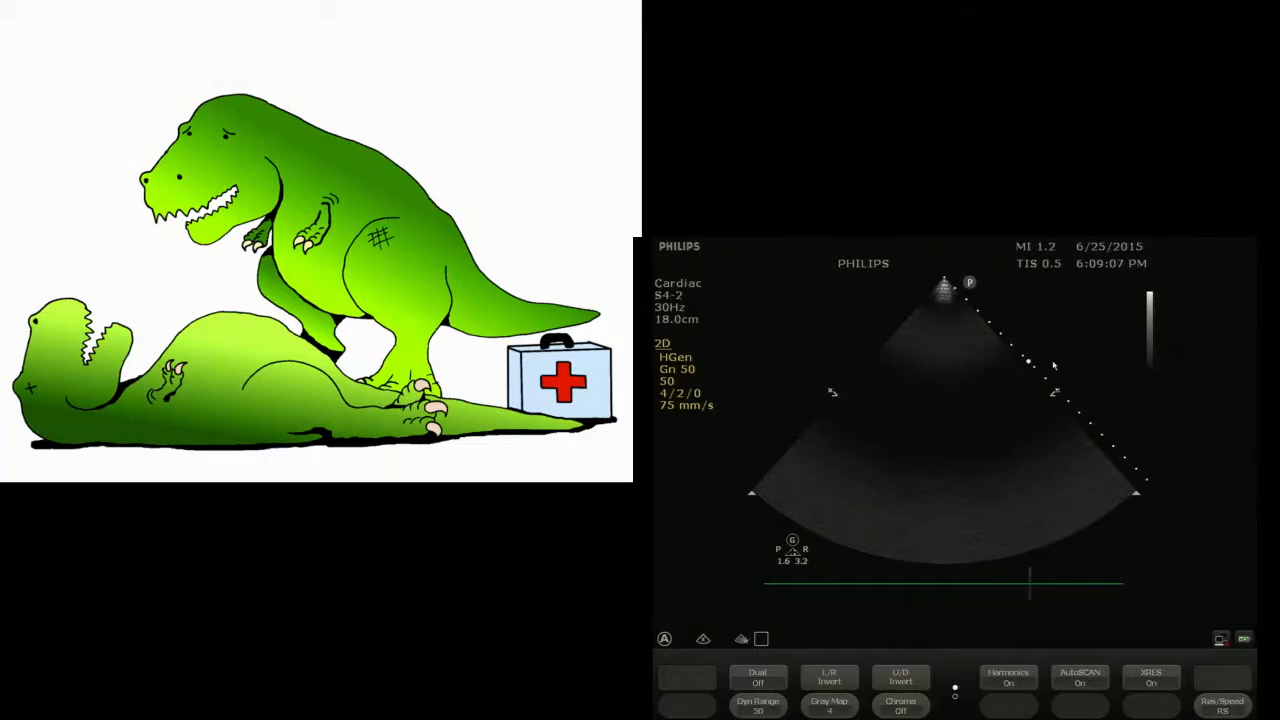 PHILIPS
MI 1.2 6/25/2015
PHILIPS
TIS 0.5 6:09:07 PM
P
Cardiac
S4-2
30Hz
18.0cm
2D
HGen
Gn 50
50
4/2/0
75 mm/s
G
P R
1.6 3.2
A
Dual
Off
L/R
Invert
U/D
Invert
Harmonics
On
AutoSCAN
On
XRES
On
Dyn Range
50
Gray Map
4
Chroma
Off
Res/Speed
RS